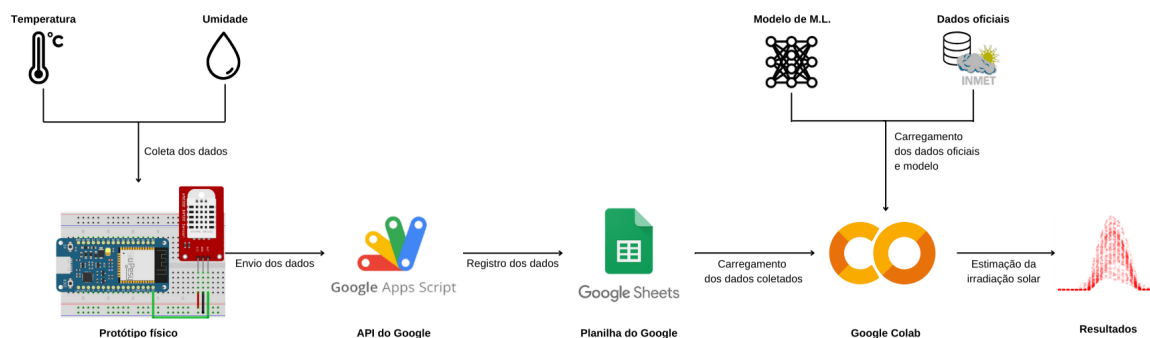 Temperatura
Umidade
Modelo de M.L.
Dados oficiais
°C
INMET
Coleta dos dados
Carregamento
dos dados oficiais
e modelo
Envio dos dados
Google Apps Script
Registro dos dados
Google Sheets
Carregamento
dos dados coletados
Estimação da
irradiação solar
Protótipo físico
API do Google
Planilha do Google
Google Colab
Resultados